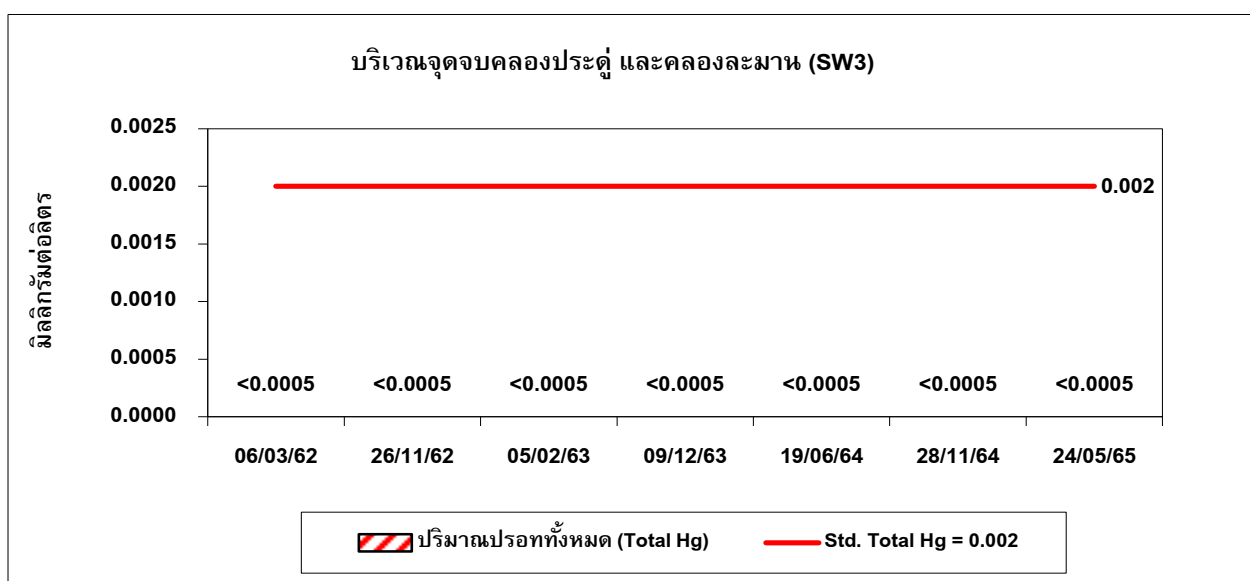 บริเวณจุดจบคลองประดู่ และคลองละมาน (SW3)
มิลลิกรัมต่อลิตร
0.0025
0.0020
0.002
0.0015
0.0010
0.0005
<0.0005 <0.0005 <0.0005 <0.0005 <0.0005 <0.0005 <0.0005
0.0000
06/03/62 26/11/62 05/02/63 09/12/63 19/06/64 28/11/64 24/05/65
ปริมาณปรอททั้งหมด (Total Hg) Std. Total Hg = 0.002